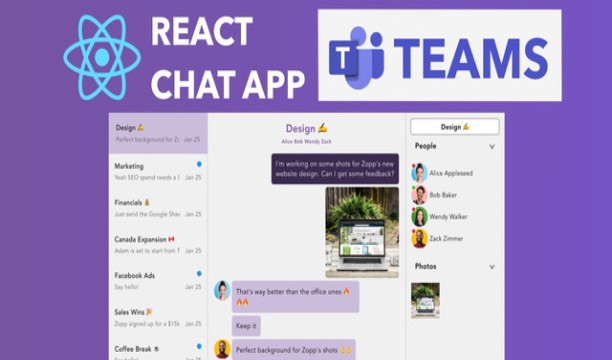 REACT
CHAT APP
T TEAMS
Design ✍️
Perfect background for Zo Jan 25
Marketing
Yeah SEO spend needs a l Jan 25
Financials 💰
Just send the Google Shee Jan 25
Canada Expansion 🇨🇦
Adam is set to start from T Jan 25
Facebook Ads
Say hello! Jan 25
Sales Wins 🎉
Zopp signed up for a $15k Jan 25
Coffee Break ☕
Say hello! Jan 25
Design ✍️
Alice Bob Wendy Zack
I'm working on some shots for Zopp's new
website design. Can I get some feedback?
That's way better than the office ones 🔥
🔥🔥
Keep it
Perfect background for Zopp's shots 🙌
Design ✍️
People
Alice Appleseed
Bob Baker
Wendy Walker
Zack Zimmer
Photos